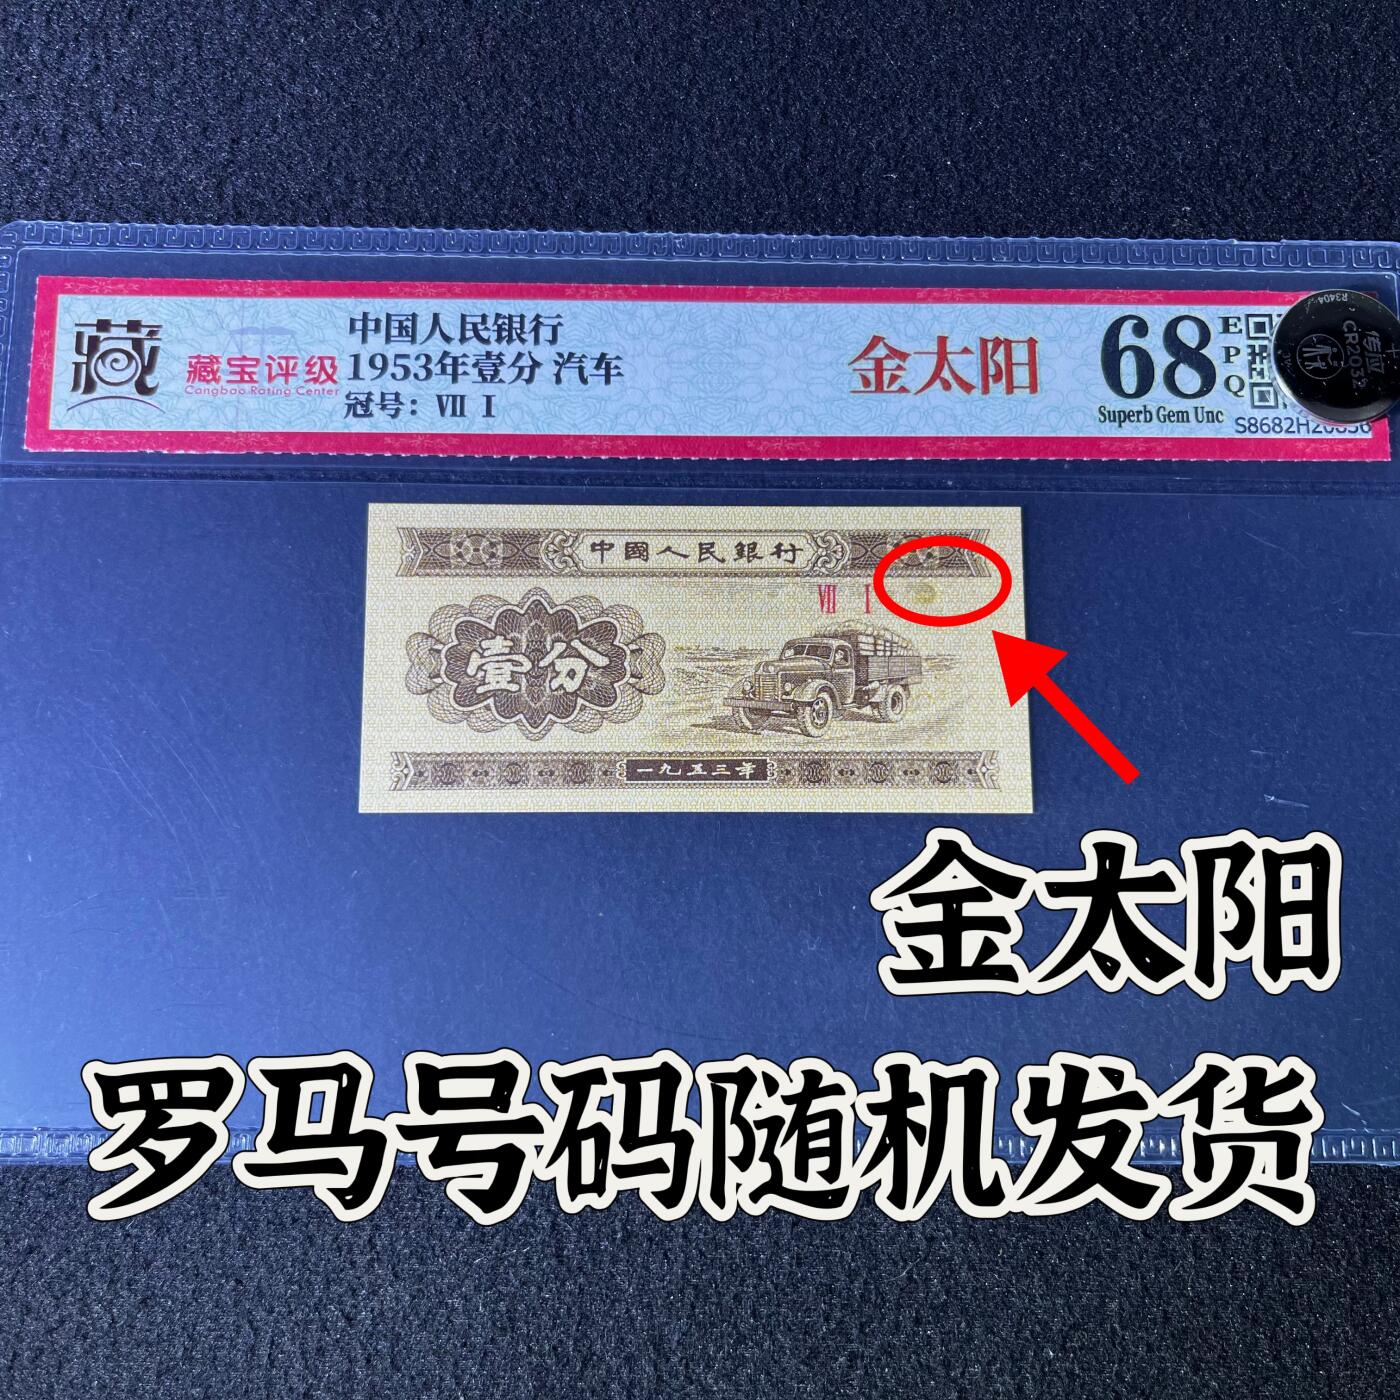 藏
藏宝评级
Cangbao Rating Center
中国人民银行
1953年壹分 汽车
冠号: Ⅶ Ⅰ
金太阳
68
EPQ
Superb Gem Unc
R3404
CR2032
中國人民銀行
Ⅶ Ⅰ
壹分
一九五三年
金太阳
罗马号码随机发货